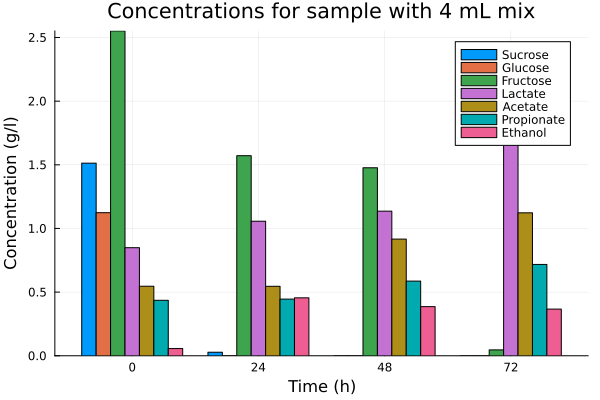 Concentrations for sample with 4 mL mix
2.5
2.0
1.5
1.0
0.5
0.0
Concentration (g/l)
Sucrose
Glucose
Fructose
Lactate
Acetate
Propionate
Ethanol
0 24 48 72
Time (h)